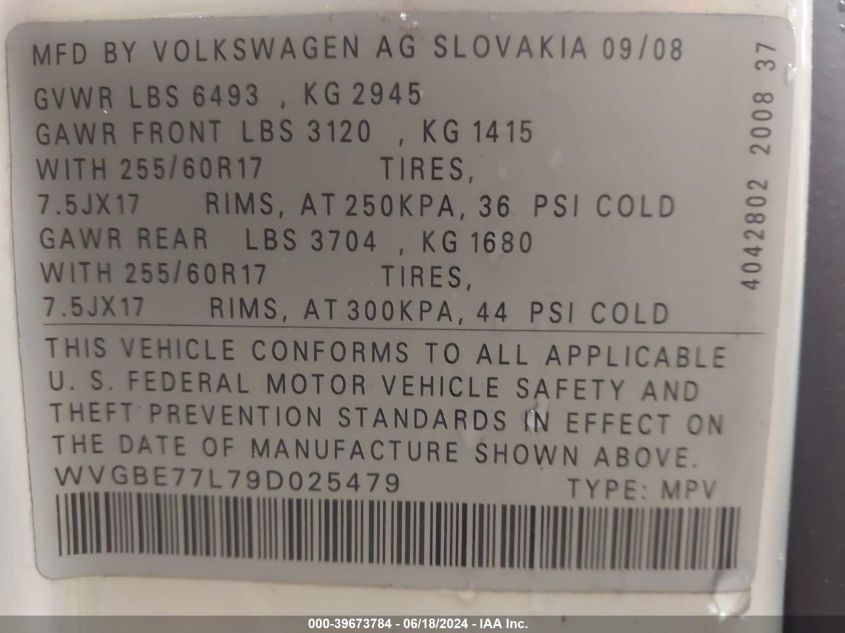 MFD BY VOLKSWAGEN AG SLOVAKIA 09/08
GVWR LBS 6493 , KG 2945
GAWR FRONT LBS 3120 , KG 1415
WITH 255/60R17 TIRES,
7.5JX17 RIMS, AT 250KPA, 36 PSI COLD
GAWR REAR LBS 3704 , KG 1680
WITH 255/60R17 TIRES,
7.5JX17 RIMS, AT 300KPA, 44 PSI COLD
THIS VEHICLE CONFORMS TO ALL APPLICABLE
U. S. FEDERAL MOTOR VEHICLE SAFETY AND
THEFT PREVENTION STANDARDS IN EFFECT ON
THE DATE OF MANUFACTURE SHOWN ABOVE.
WVGBE77L79D025479 TYPE: MPV
4042802 2008 37
000-39673784 - 06/18/2024 - IAA Inc.